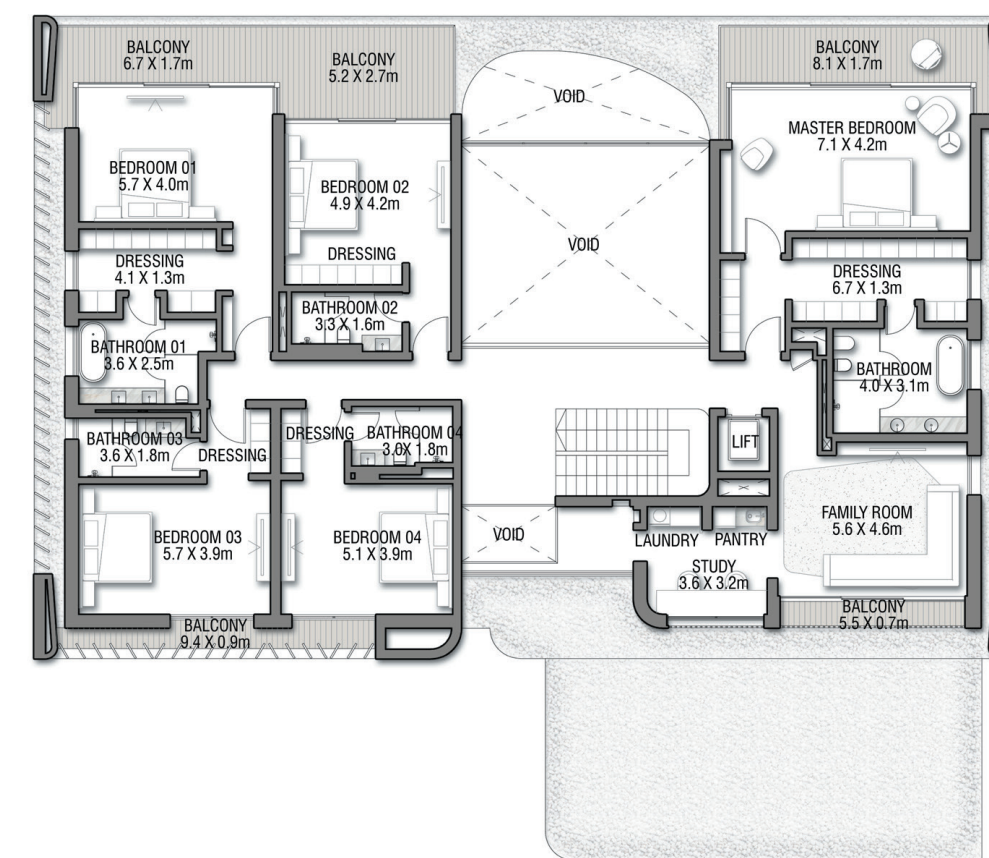 BALCONY
6.7 X 1.7m
BALCONY
5.2 X 2.7m
VOID
BALCONY
8.1 X 1.7m
BEDROOM 01
5.7 X 4.0m
BEDROOM 02
4.9 X 4.2m
MASTER BEDROOM
7.1 X 4.2m
VOID
DRESSING
4.1 X 1.3m
DRESSING
DRESSING
6.7 X 1.3m
BATHROOM 02
3.3 X 1.6m
BATHROOM 01
3.6 X 2.5m
BATHROOM
4.0 X 3.1m
BATHROOM 03
3.6 X 1.8m
DRESSING
DRESSING
BATHROOM 04
3.0X 1.8m
LIFT
BEDROOM 03
5.7 X 3.9m
BEDROOM 04
5.1 X 3.9m
VOID
LAUNDRY
PANTRY
FAMILY ROOM
5.6 X 4.6m
STUDY
3.6 X 3.2m
BALCONY
9.4 X 0.9m
BALCONY
5.5 X 0.7m